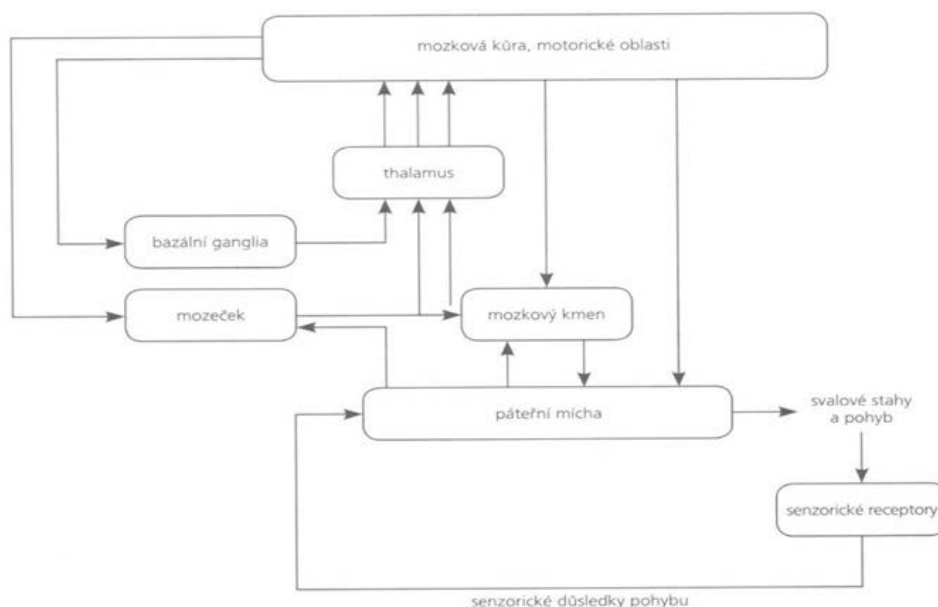 mozková kůra, motorické oblasti
thalamus
bazální ganglia
mozeček
mozkový kmen
páteřní mícha
svalové stahy
a pohyb
senzorické receptory
senzorické důsledky pohybu